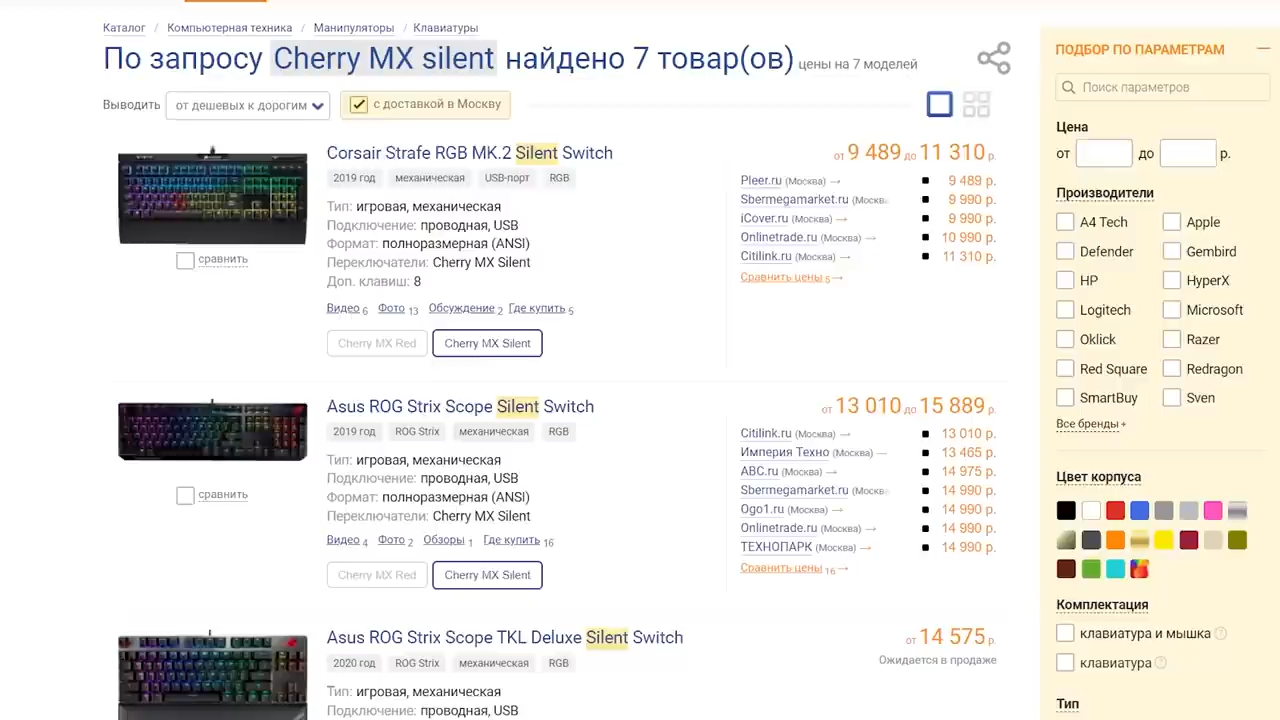 Каталог / Компьютерная техника / Манипуляторы / Клавиатуры
По запросу Cherry MX silent найдено 7 товар(ов) цены на 7 моделей
Выводить от дешевых к дорогим с доставкой в Москву
Corsair Strafe RGB MK.2 Silent Switch
2019 год механическая USB-порт RGB
Тип: игровая, механическая
Подключение: проводная, USB
Формат: полноразмерная (ANSI)
Переключатели: Cherry MX Silent
Доп. клавиш: 8
сравнить
Видео 6 Фото 13 Обсуждение 2 Где купить 5
Cherry MX Red Cherry MX Silent
от 9 489 до 11 310 р.
Pleer.ru (Москва) → 9 489 р.
Sbermegamarket.ru (Москва 9 990 р.
iCover.ru (Москва) → 9 990 р.
Onlinetrade.ru (Москва) → 10 990 р.
Citilink.ru (Москва) → 11 310 р.
Сравнить цены 5 →
Asus ROG Strix Scope Silent Switch
2019 год ROG Strix механическая RGB
Тип: игровая, механическая
Подключение: проводная, USB
Формат: полноразмерная (ANSI)
Переключатели: Cherry MX Silent
сравнить
Видео 4 Фото 2 Обзоры 1 Где купить 16
Cherry MX Red Cherry MX Silent
от 13 010 до 15 889 р.
Citilink.ru (Москва) → 13 010 р.
Империя Техно (Москва) → 13 465 р.
ABC.ru (Москва) → 14 975 р.
Sbermegamarket.ru (Москва 14 990 р.
Ogo1.ru (Москва) → 14 990 р.
Onlinetrade.ru (Москва) → 14 990 р.
ТЕХНОПАРК (Москва) → 14 990 р.
Сравнить цены 16 →
Asus ROG Strix Scope TKL Deluxe Silent Switch
2020 год ROG Strix механическая RGB
Тип: игровая, механическая
Подключение: проводная, USB
от 14 575 р.
Ожидается в продаже
ПОДБОР ПО ПАРАМЕТРАМ
Поиск параметров
Цена
от до р.
Производители
A4 Tech Apple
Defender Gembird
HP HyperX
Logitech Microsoft
Oklick Razer
Red Square Redragon
SmartBuy Sven
Все бренды +
Цвет корпуса
Комплектация
клавиатура и мышка ?
клавиатура ?
Тип